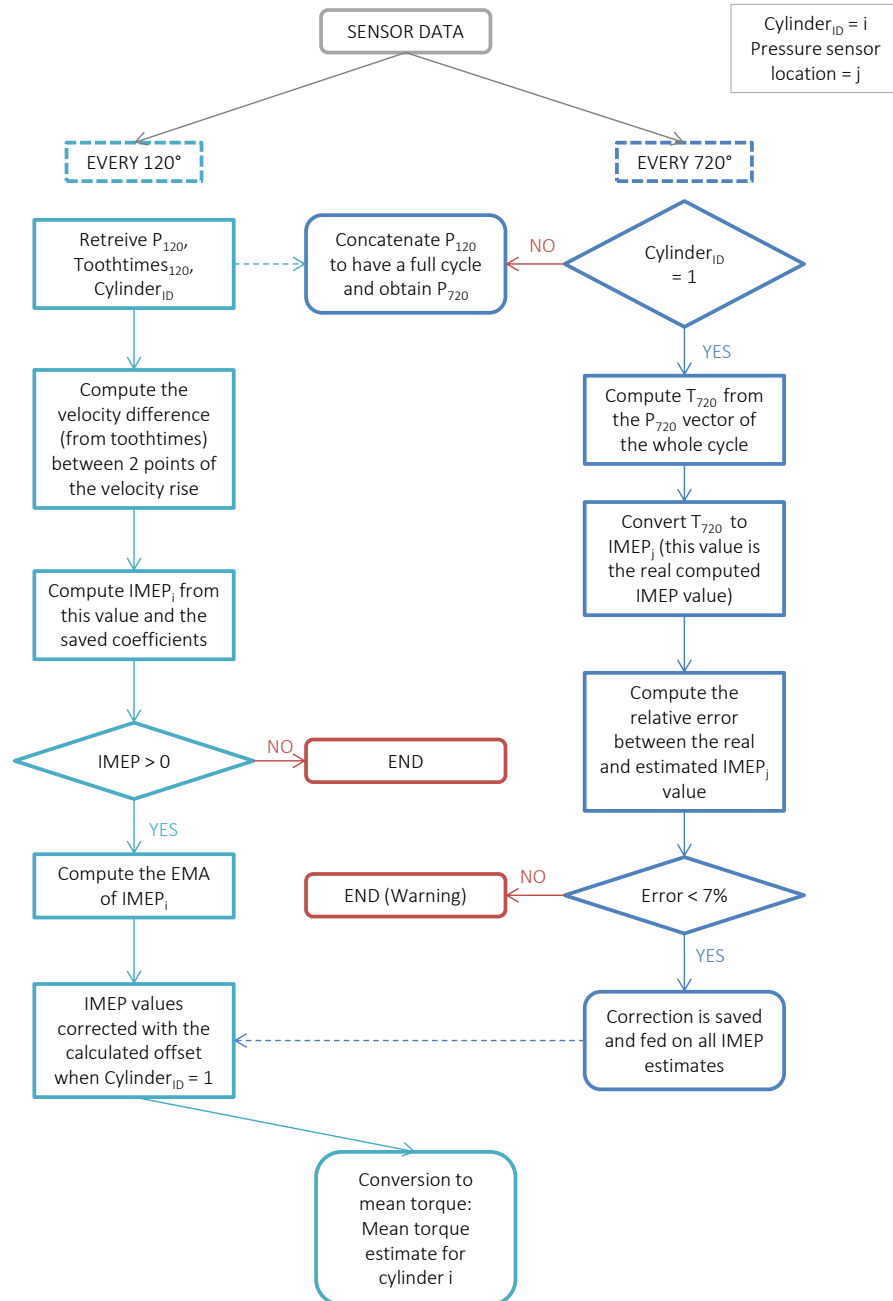 SENSOR DATA
Cylinder_ID = i
Pressure sensor
location = j
EVERY 120°
EVERY 720°
Retreive P_120,
Toothtimes_120,
Cylinder_ID
Concatenate P_120
to have a full cycle
and obtain P_720
NO
Cylinder_ID
= 1
YES
Compute the
velocity difference
(from toothtimes)
between 2 points of
the velocity rise
Compute T_720 from
the P_720 vector of
the whole cycle
Convert T_720 to
IMEP_j (this value is
the real computed
IMEP value)
Compute IMEP_i from
this value and the
saved coefficients
Compute the
relative error
between the real
and estimated IMEP_j
value
IMEP > 0
NO
END
YES
Compute the EMA
of IMEP_i
END (Warning)
NO
Error < 7%
YES
IMEP values
corrected with the
calculated offset
when Cylinder_ID = 1
Correction is saved
and fed on all IMEP
estimates
Conversion to
mean torque:
Mean torque
estimate for
cylinder i